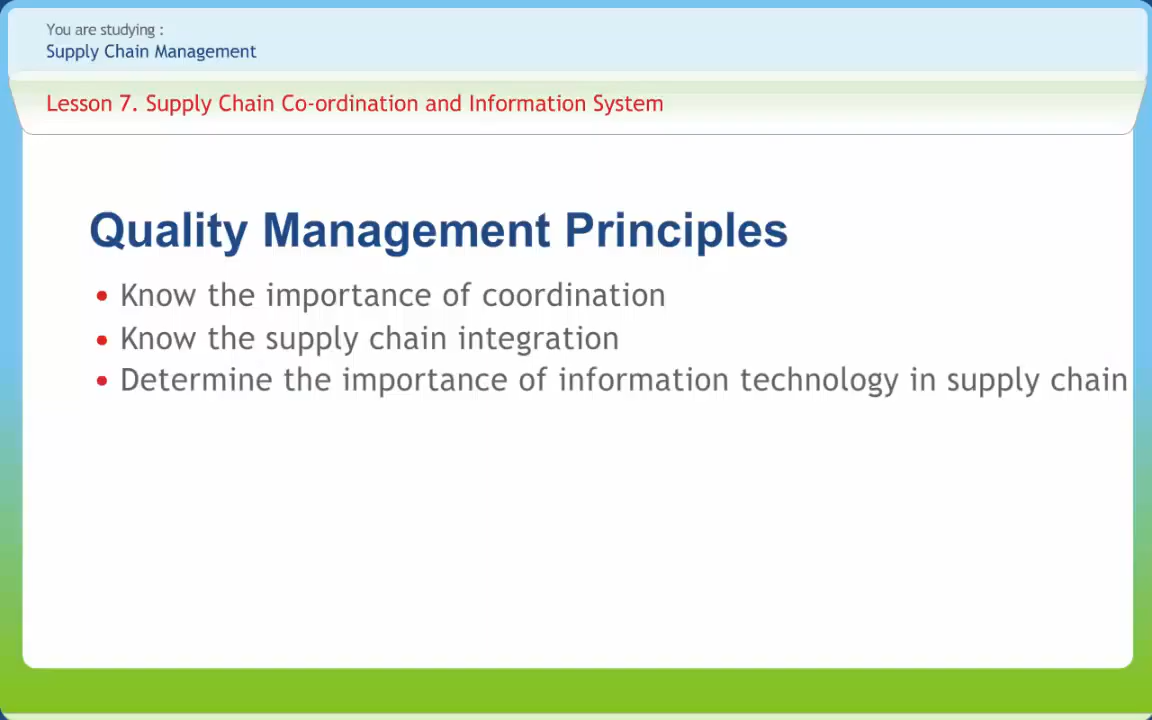 You are studying :
Supply Chain Management
Lesson 7. Supply Chain Co-ordination and Information System
Quality Management Principles
• Know the importance of coordination
• Know the supply chain integration
• Determine the importance of information technology in supply chain